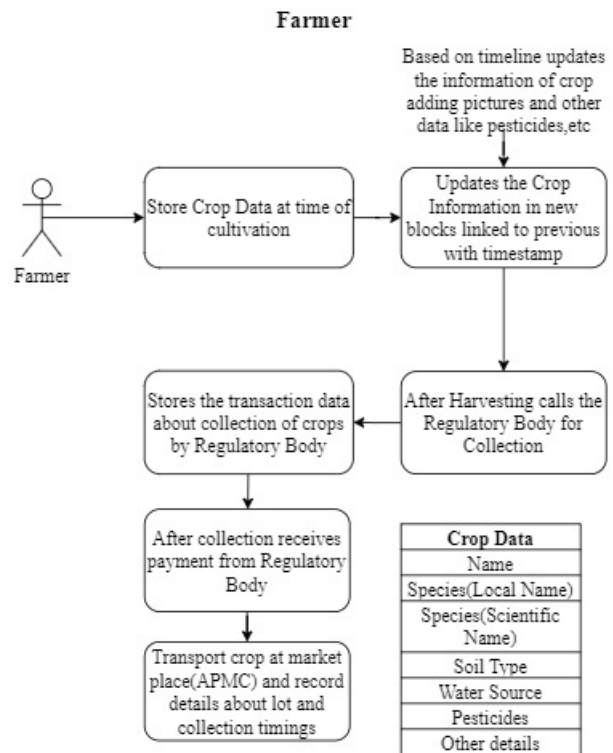 Farmer
Based on timeline updates
the information of crop
adding pictures and other
data like pesticides,etc
Farmer
Store Crop Data at time of
cultivation
Updates the Crop
Information in new
blocks linked to previous
with timestamp
Stores the transaction data
about collection of crops
by Regulatory Body
After Harvesting calls the
Regulatory Body for
Collection
After collection receives
payment from Regulatory
Body
Transport crop at market
place(APMC) and record
details about lot and
collection timings
Crop Data
Name
Species(Local Name)
Species(Scientific
Name)
Soil Type
Water Source
Pesticides
Other details